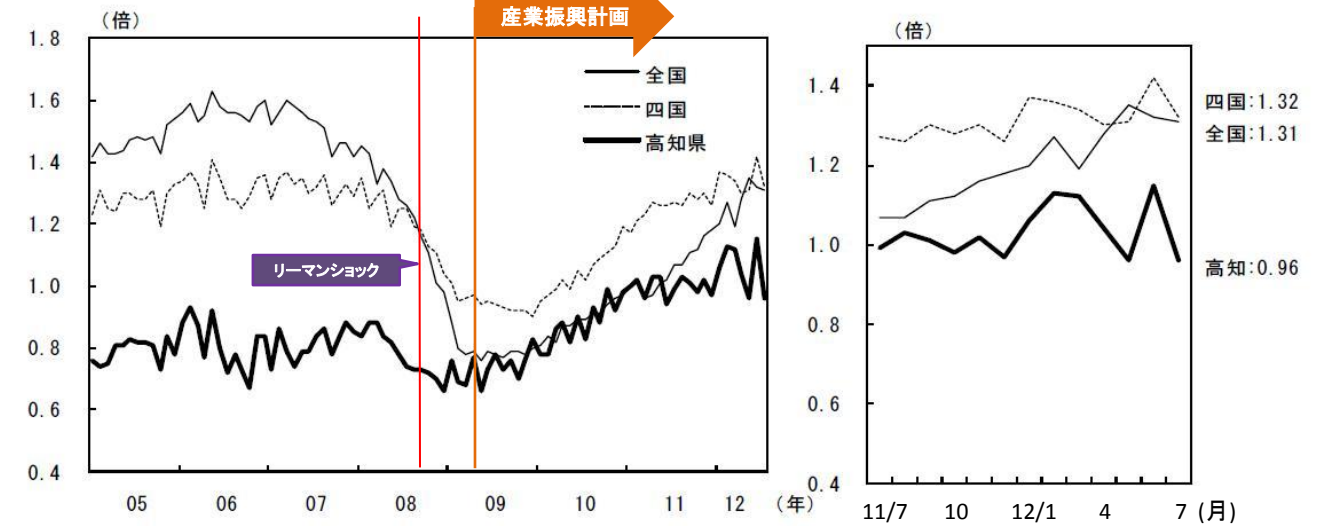 （倍）
産業振興計画
1.8
1.6
1.4
1.2
1.0
0.8
0.6
0.4
全国
四国
高知県
リーマンショック
05 06 07 08 09 10 11 12 （年）
（倍）
1.4
1.2
1.0
0.8
0.6
0.4
四国:1.32
全国:1.31
高知:0.96
11/7 10 12/1 4 7 (月)